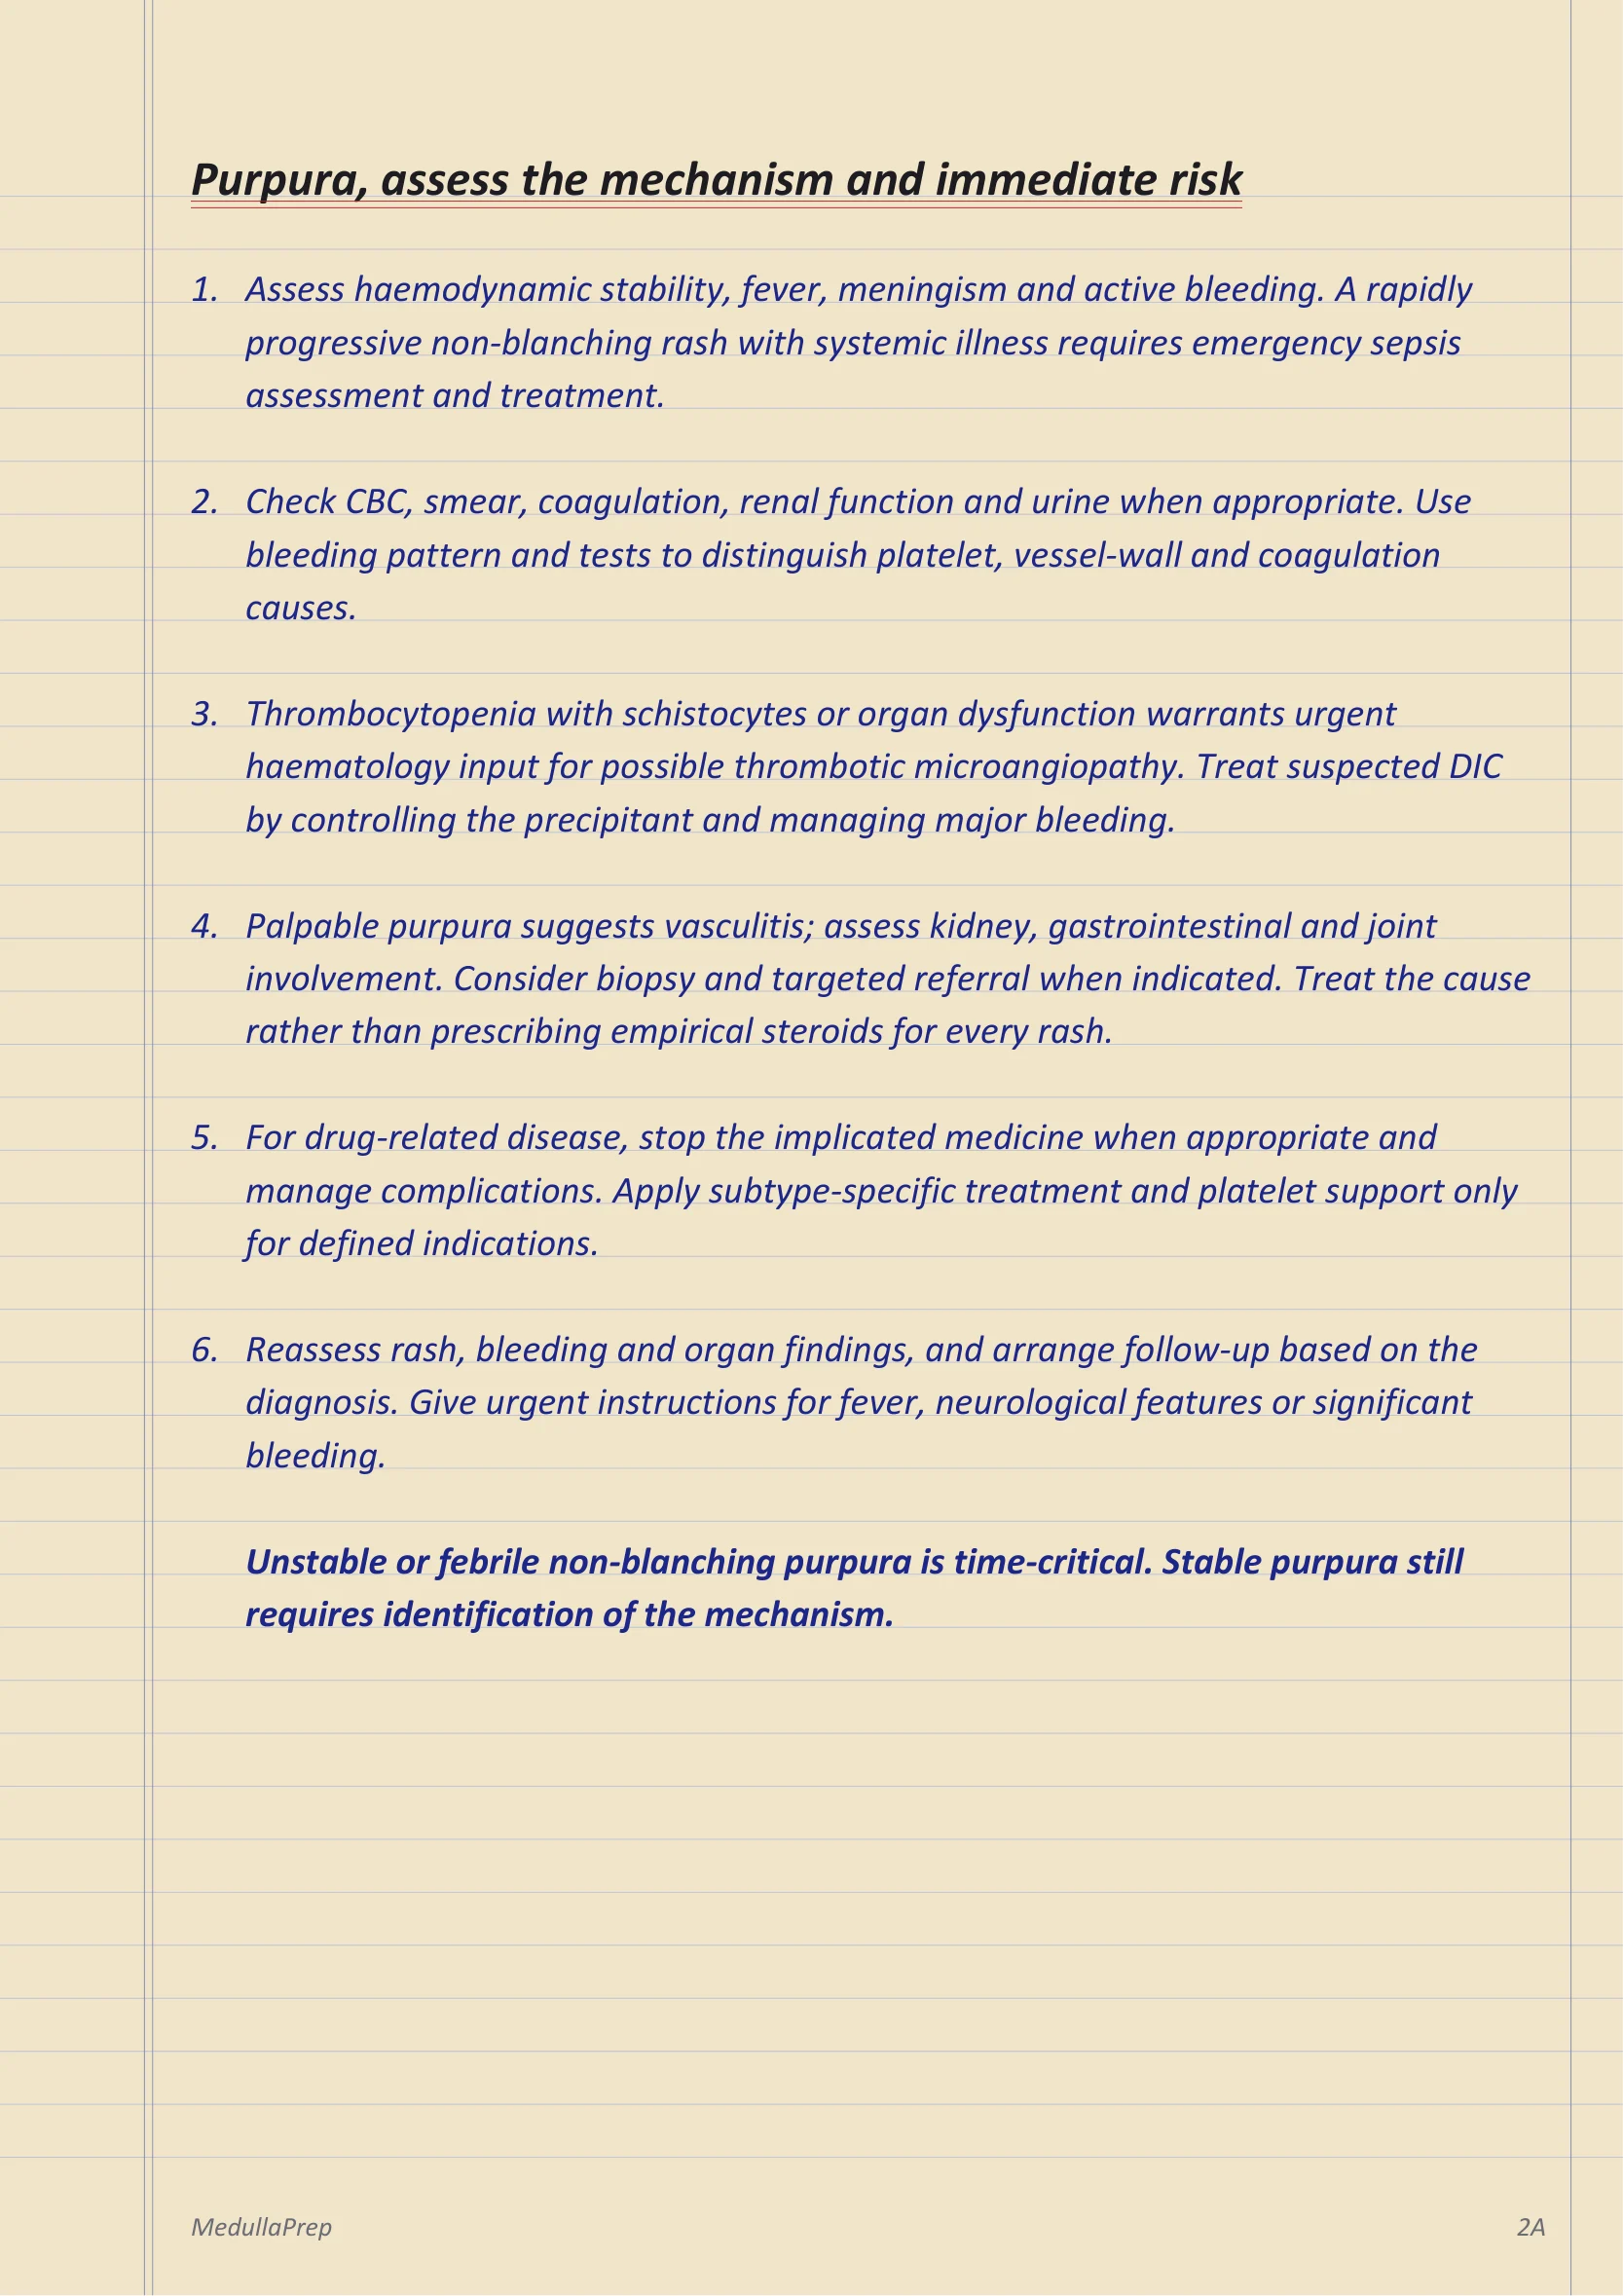 Purpura, assess the mechanism and immediate risk
1. Assess haemodynamic stability, fever, meningism and active bleeding. A rapidly
progressive non-blanching rash with systemic illness requires emergency sepsis
assessment and treatment.
2. Check CBC, smear, coagulation, renal function and urine when appropriate. Use
bleeding pattern and tests to distinguish platelet, vessel-wall and coagulation
causes.
3. Thrombocytopenia with schistocytes or organ dysfunction warrants urgent
haematology input for possible thrombotic microangiopathy. Treat suspected DIC
by controlling the precipitant and managing major bleeding.
4. Palpable purpura suggests vasculitis; assess kidney, gastrointestinal and joint
involvement. Consider biopsy and targeted referral when indicated. Treat the cause
rather than prescribing empirical steroids for every rash.
5. For drug-related disease, stop the implicated medicine when appropriate and
manage complications. Apply subtype-specific treatment and platelet support only
for defined indications.
6. Reassess rash, bleeding and organ findings, and arrange follow-up based on the
diagnosis. Give urgent instructions for fever, neurological features or significant
bleeding.
Unstable or febrile non-blanching purpura is time-critical. Stable purpura still
requires identification of the mechanism.
MedullaPrep
2A